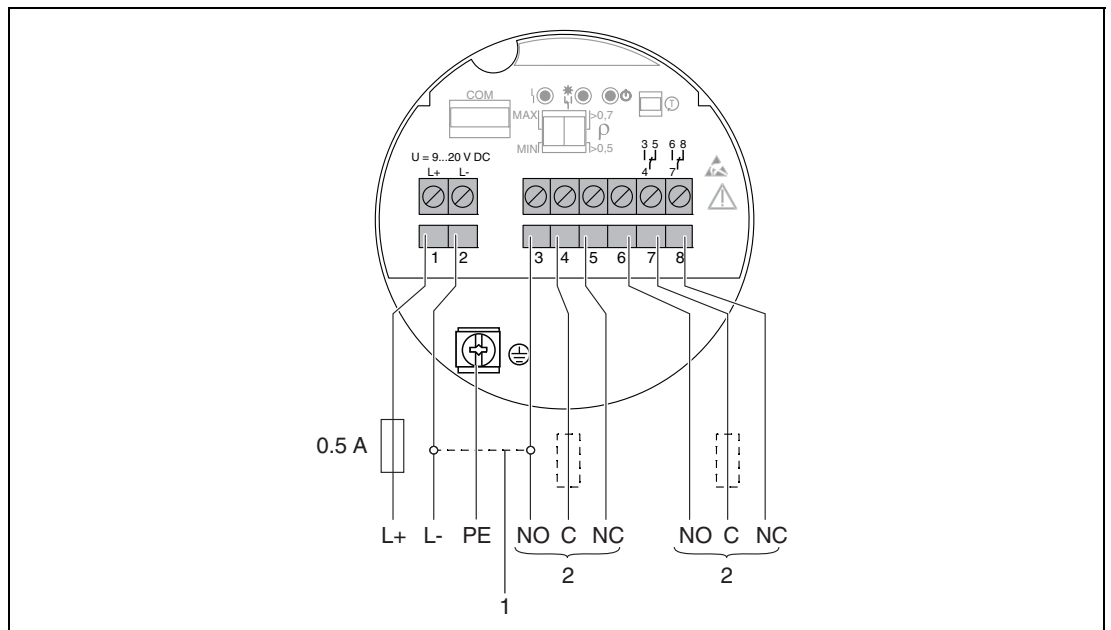 COM
MAX >0,7
ρ
MIN >0,5
3 5 6 8
4 7
U = 9...20 V DC
L+ L-
1 2 3 4 5 6 7 8
0.5 A
L+ L- PE NO C NC NO C NC
2 2
1